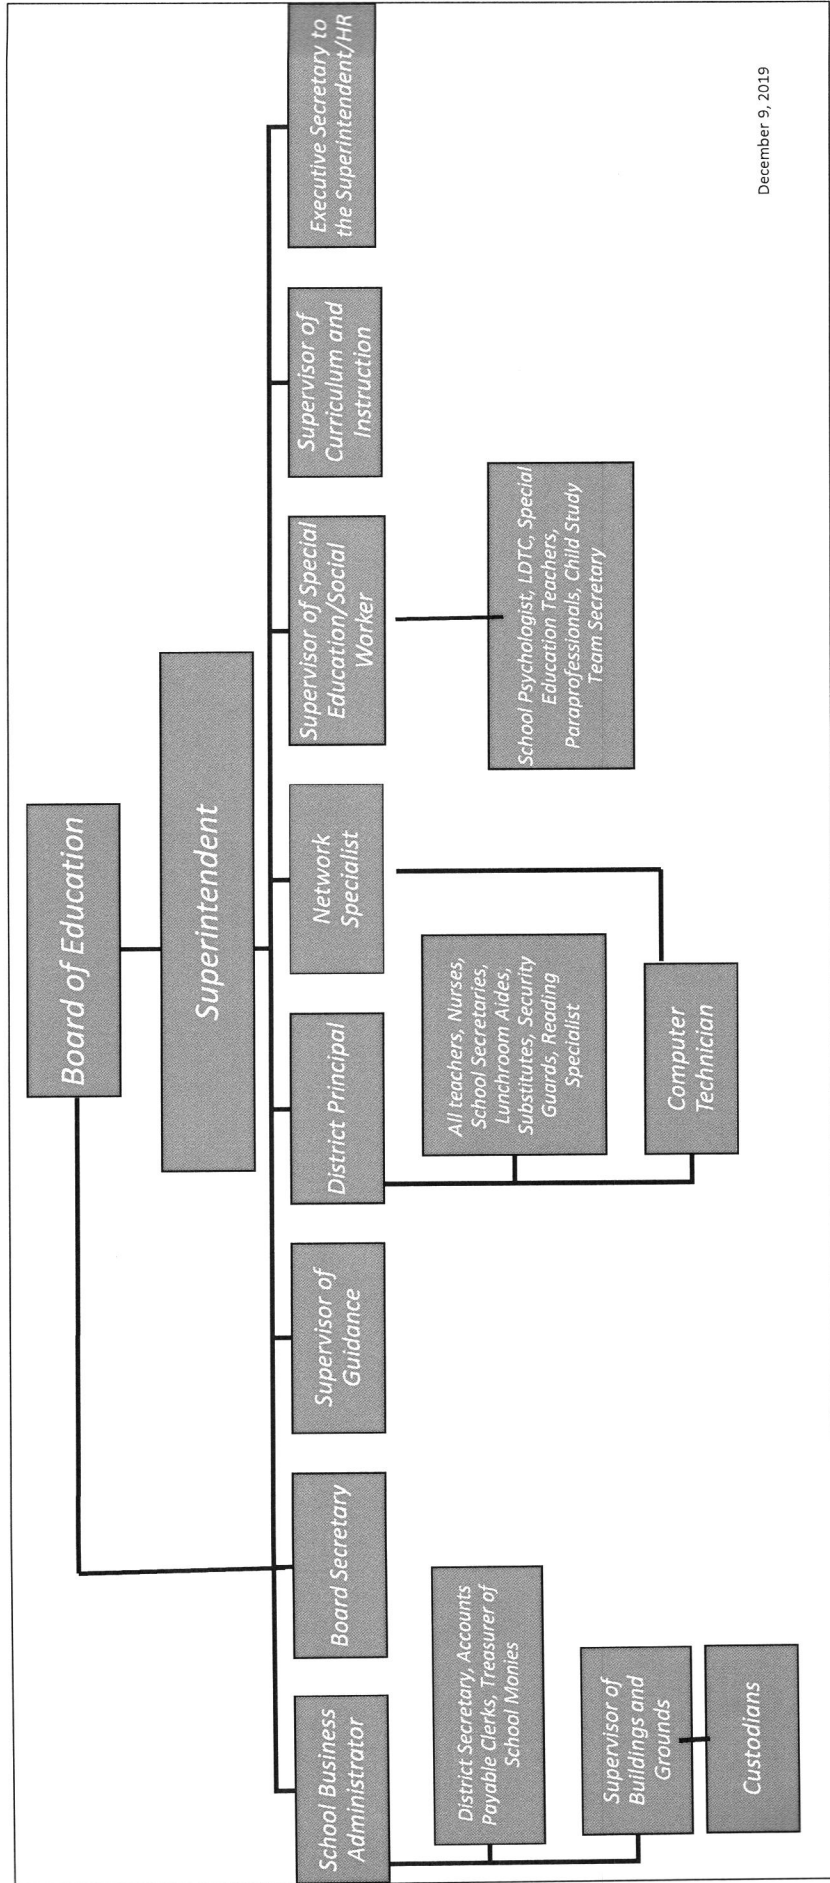 Board of Education
Superintendent
School Business
Administrator
Board Secretary
Supervisor of
Guidance
District Principal
Network
Specialist
Supervisor of Special
Education/Social
Worker
Supervisor of
Curriculum and
Instruction
Executive Secretary to
the Superintendent/HR
District Secretary, Accounts
Payable Clerks, Treasurer of
School Monies
Supervisor of
Buildings and
Grounds
Custodians
All teachers, Nurses,
School Secretaries,
Lunchroom Aides,
Substitutes, Security
Guards, Reading
Specialist
Computer
Technician
School Psychologist, LDTC, Special
Education Teachers,
Paraprofessionals, Child Study
Team Secretary
December 9, 2019